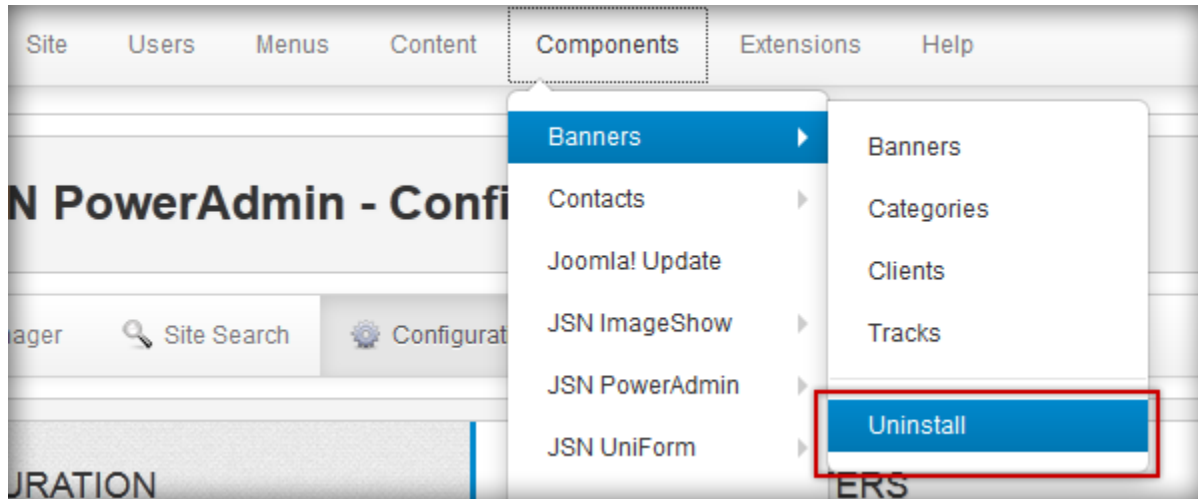 Site Users Menus Content Components Extensions Help
N PowerAdmin - Confi
Banners
Contacts
Joomla! Update
JSN ImageShow
JSN PowerAdmin
JSN UniForm
Banners
Categories
Clients
Tracks
Uninstall
ager Site Search Configurat
URATION
ERS